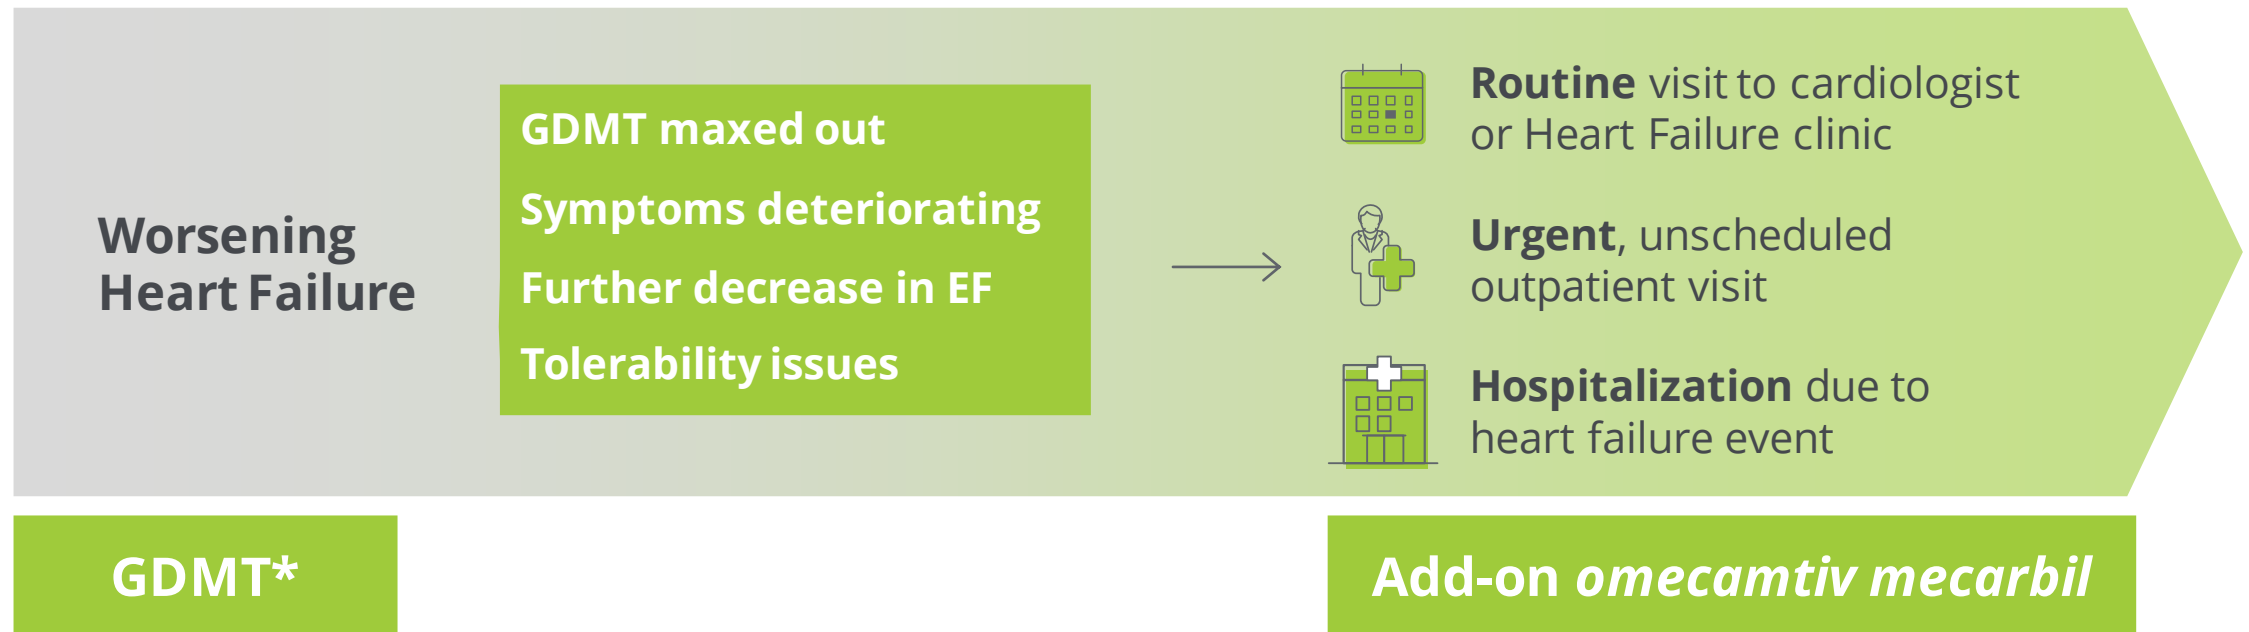 Worsening
Heart Failure
GDMT maxed out
Symptoms deteriorating
Further decrease in EF
Tolerability issues
Routine visit to cardiologist
or Heart Failure clinic
Urgent, unscheduled
outpatient visit
Hospitalization due to
heart failure event
GDMT*
Add-on omecamtiv mecarbil